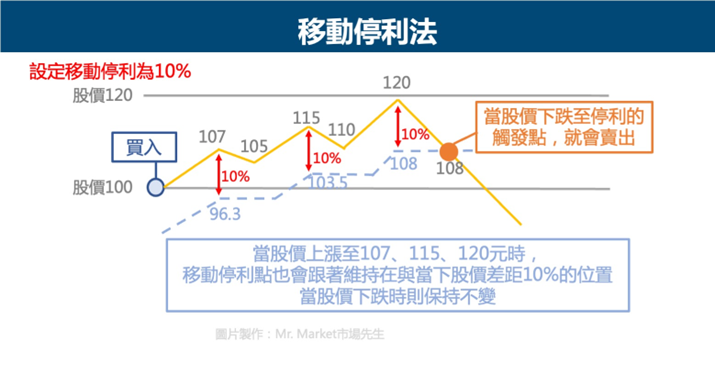 移動停利法
設定移動停利為10%
股價120
120
115
110
107
105
10%
10%
10%
當股價下跌至停利的
觸發點，就會賣出
買入
108
108
103.5
股價100
96.3
當股價上漲至107、115、120元時，
移動停利點也會跟著維持在與當下股價差距10%的位置
當股價下跌時則保持不變
圖片製作：Mr. Market市場先生